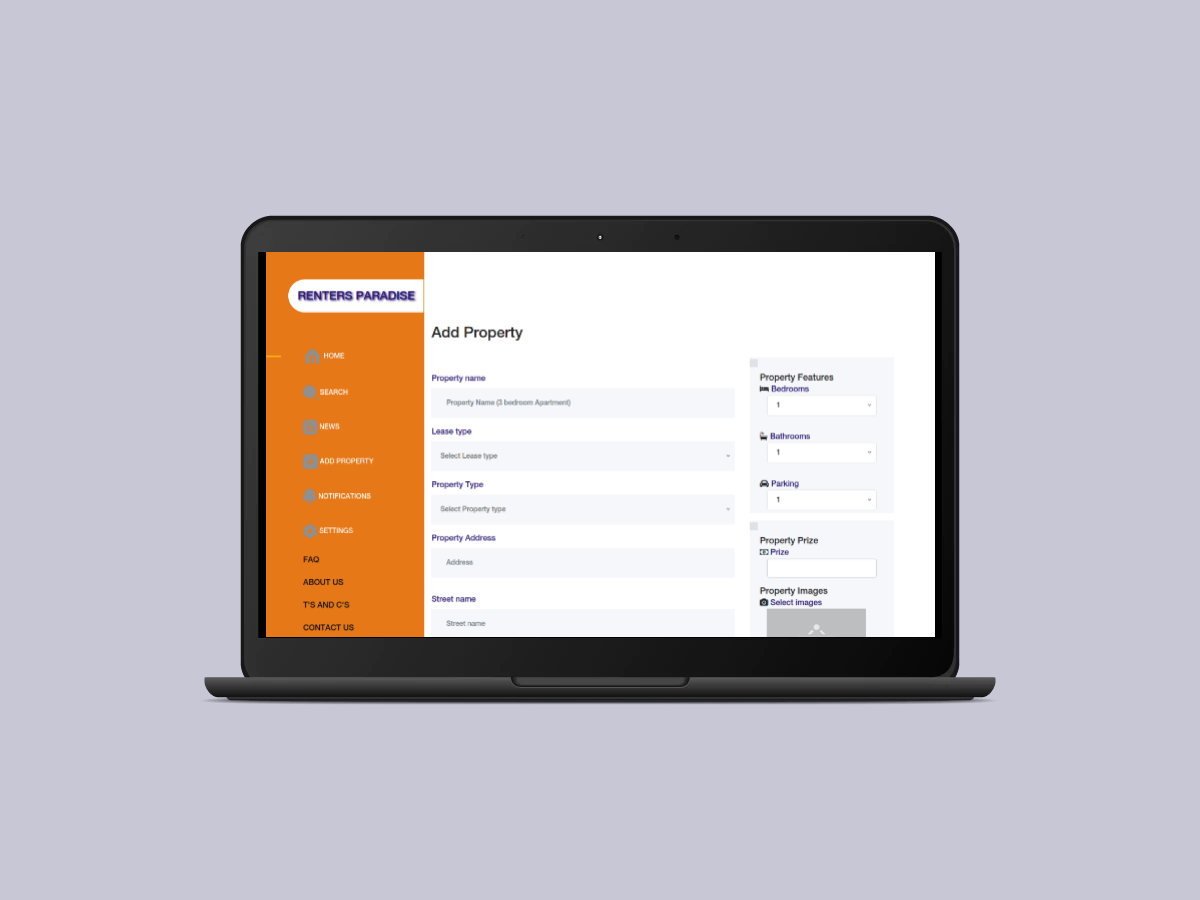 RENTERS PARADISE
HOME
SEARCH
NEWS
ADD PROPERTY
NOTIFICATIONS
SETTINGS
FAQ
ABOUT US
T'S AND C'S
CONTACT US
Add Property
Property name
Property Name (3 bedroom Apartment)
Lease type
Select Lease type
Property Type
Select Property type
Property Address
Address
Street name
Street name
Property Features
Bedrooms
1
Bathrooms
1
Parking
1
Property Prize
Prize
Property Images
Select images